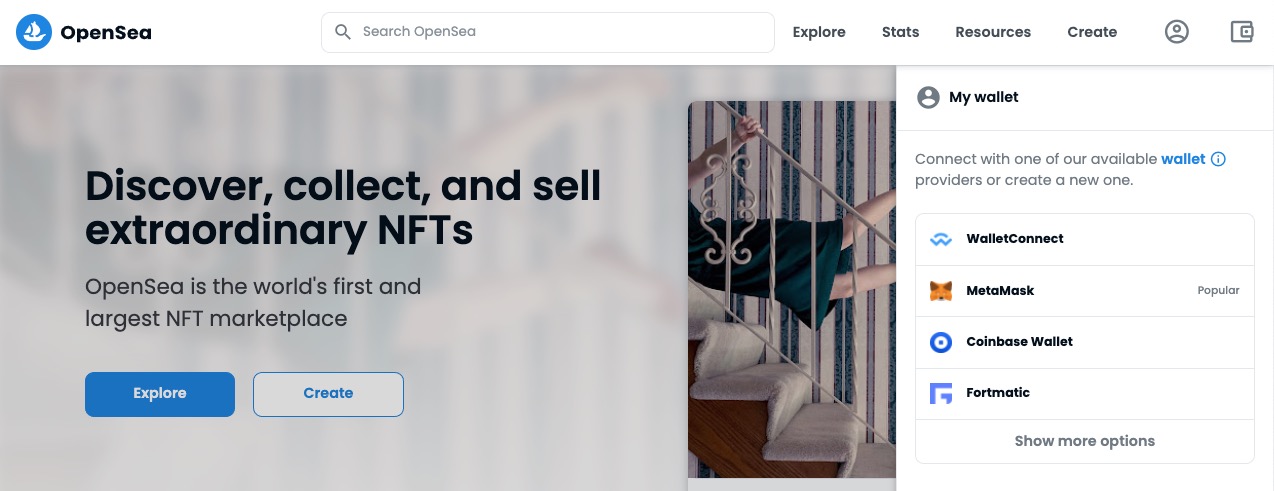 OpenSea
Search OpenSea
Explore
Stats
Resources
Create
Discover, collect, and sell
extraordinary NFTs
OpenSea is the world's first and
largest NFT marketplace
Explore
Create
My wallet
Connect with one of our available wallet
providers or create a new one.
WalletConnect
MetaMask
Popular
Coinbase Wallet
Fortmatic
Show more options